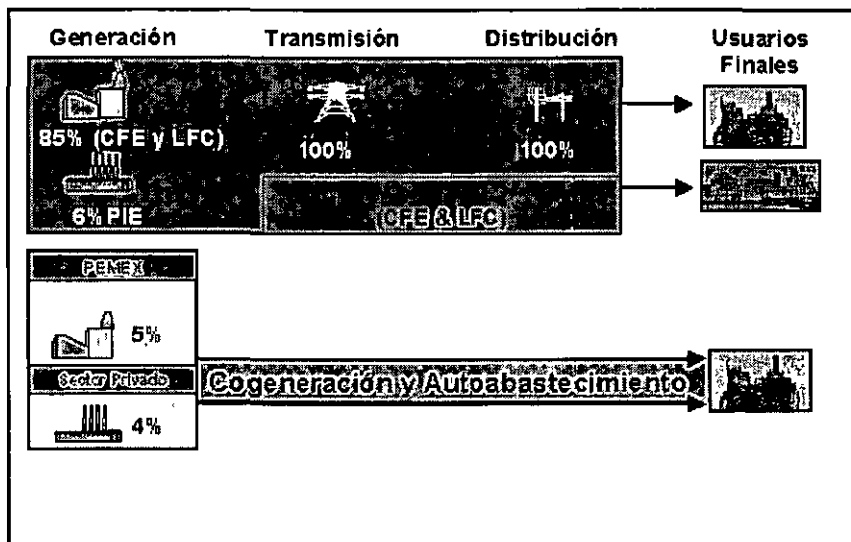 Generación
Transmisión
Distribución
Usuarios
Finales
85% (CFE y LFC)
100%
100%
6% PIE
CFE & LFC
PEMEX
5%
Sector Privado
4%
Cogeneración y Autoabastecimiento